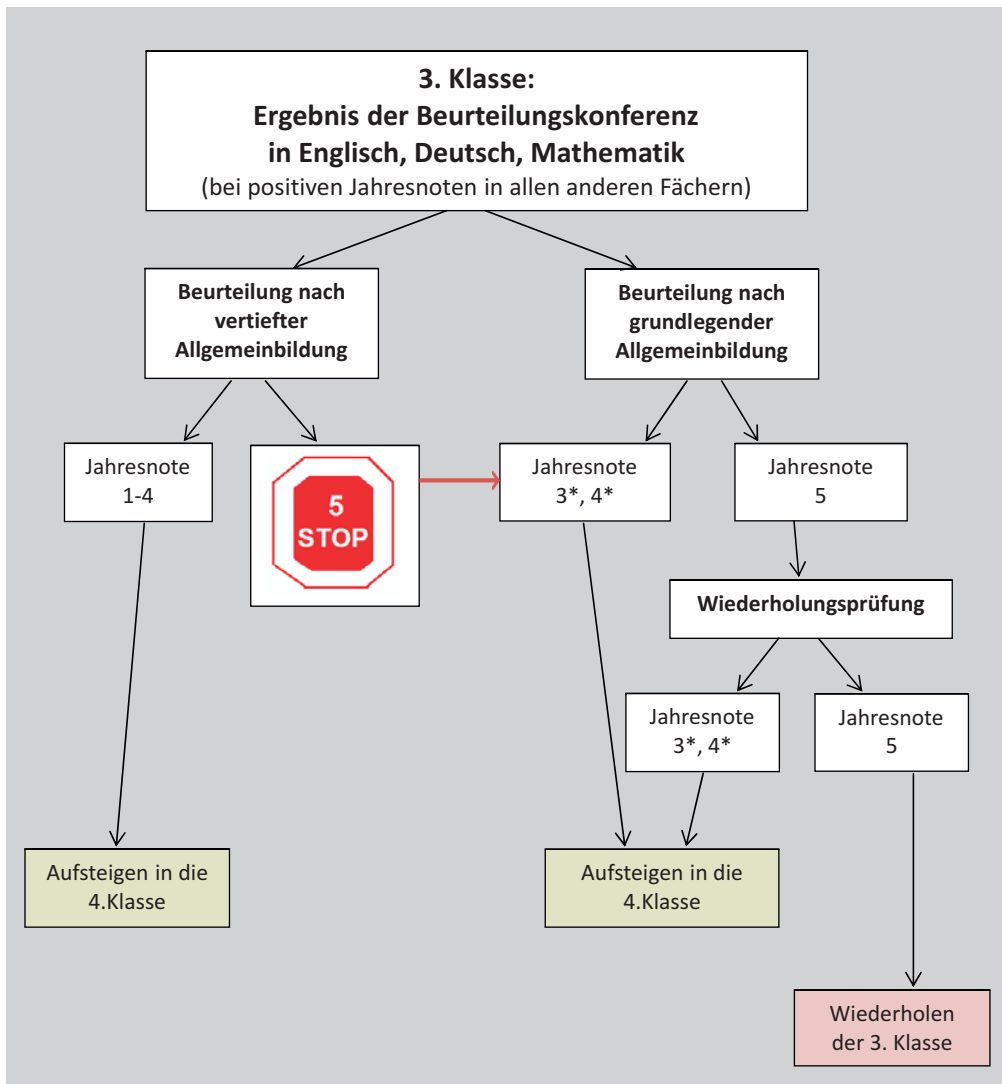 3. Klasse:
Ergebnis der Beurteilungskonferenz
in Englisch, Deutsch, Mathematik
(bei positiven Jahresnoten in allen anderen Fächern)
Beurteilung nach
vertiefter
Allgemeinbildung
Beurteilung nach
grundlegender
Allgemeinbildung
Jahresnote
1-4
5
STOP
Jahresnote
3*, 4*
Jahresnote
5
Wiederholungsprüfung
Jahresnote
3*, 4*
Jahresnote
5
Aufsteigen in die
4.Klasse
Aufsteigen in die
4.Klasse
Wiederholen
der 3. Klasse